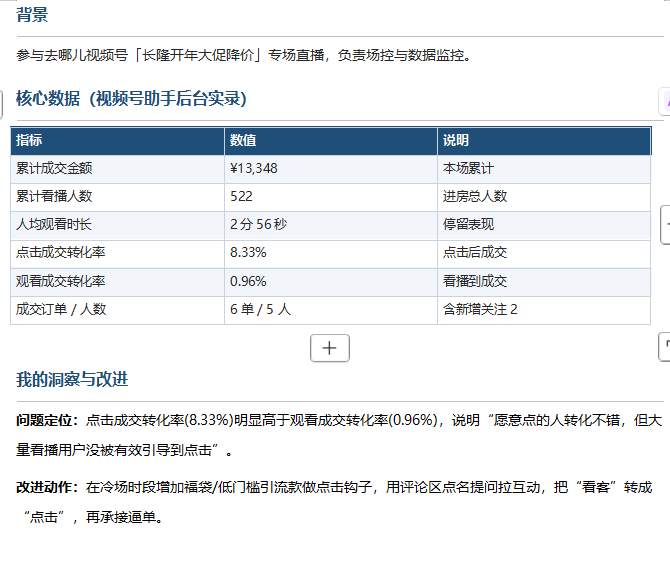 背景
参与去哪儿视频号「长隆开年大促降价」专场直播，负责场控与数据监控。
核心数据（视频号助手后台实录）
指标 数值 说明
累计成交金额 ¥13,348 本场累计
累计看播人数 522 进房总人数
人均观看时长 2 分 56 秒 停留表现
点击成交转化率 8.33% 点击后成交
观看成交转化率 0.96% 看播到成交
成交订单 / 人数 6 单 / 5 人 含新增关注 2
我的洞察与改进
问题定位：点击成交转化率(8.33%)明显高于观看成交转化率(0.96%)，说明“愿意点的人转化不错，但大
量看播用户没被有效引导到点击”。
改进动作：在冷场时段增加福袋/低门槛引流款做点击钩子，用评论区点名提问拉互动，把“看客”转成
“点击”，再承接逼单。